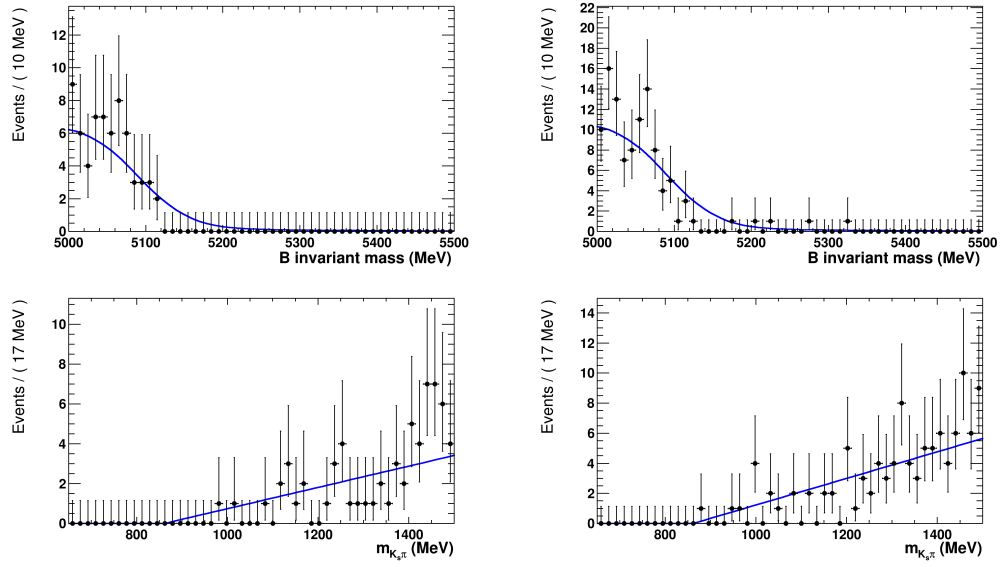 Events / ( 10 MeV )
12
10
8
6
4
2
0
5000 5100 5200 5300 5400 5500
B invariant mass (MeV)
Events / ( 10 MeV )
22
20
18
16
14
12
10
8
6
4
2
0
5000 5100 5200 5300 5400 5500
B invariant mass (MeV)
Events / ( 17 MeV )
10
8
6
4
2
0
800 1000 1200 1400
m_{K_sπ} (MeV)
Events / ( 17 MeV )
14
12
10
8
6
4
2
0
800 1000 1200 1400
m_{K_sπ} (MeV)